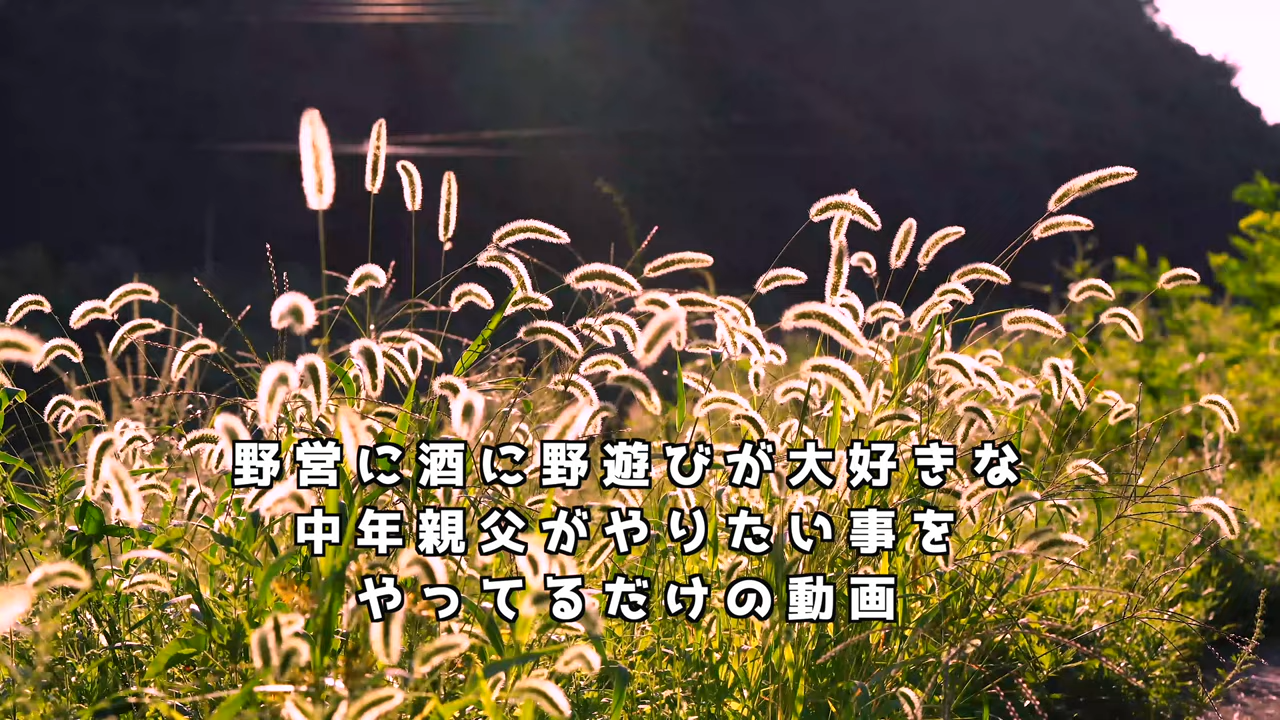 野営に酒に野遊びが大好きな
中年親父がやりたい事を
やってるだけの動画